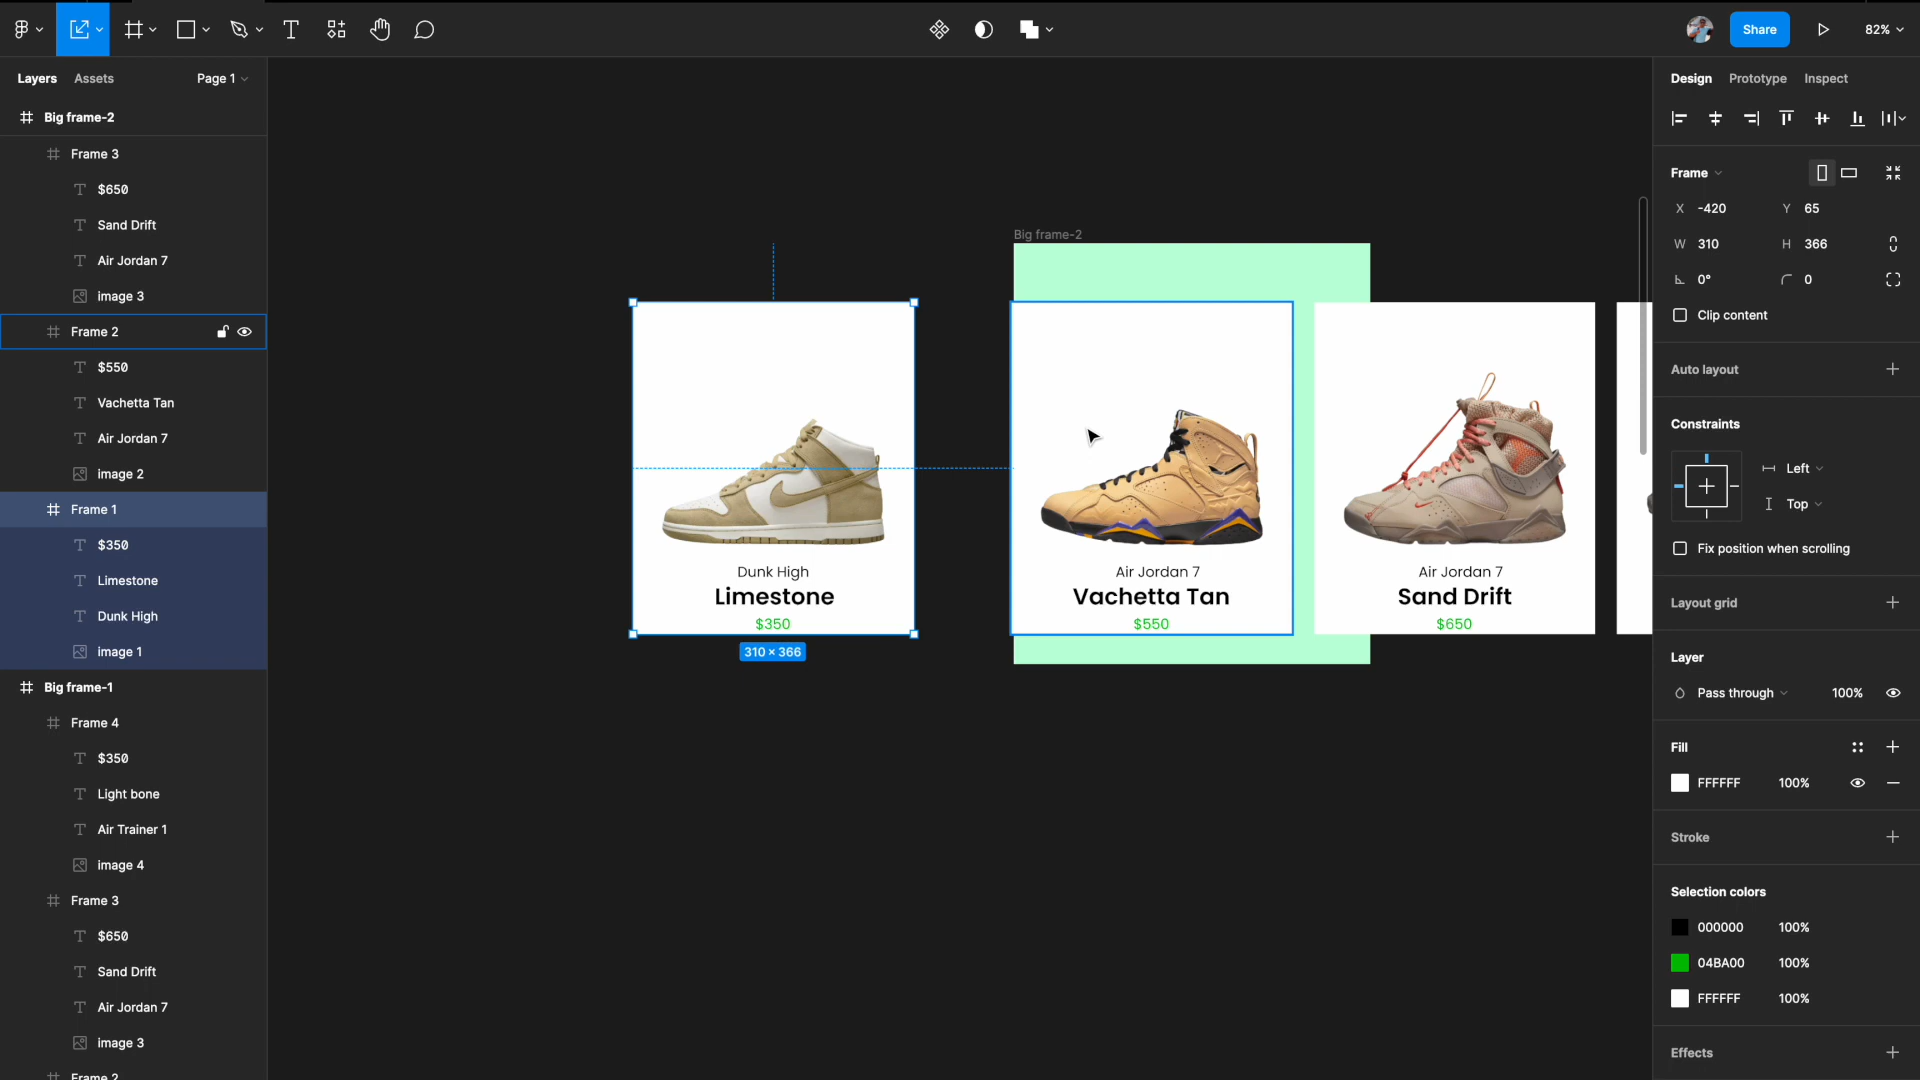 82%
Share
Layers
Assets
Page 1
Big frame-2
Frame 3
$650
Sand Drift
Air Jordan 7
image 3
Frame 2
$550
Vachetta Tan
Air Jordan 7
image 2
Frame 1
$350
Limestone
Dunk High
image 1
Big frame-1
Frame 4
$350
Light bone
Air Trainer 1
image 4
Frame 3
$650
Sand Drift
Air Jordan 7
image 3
Frame 2
Big frame-2
Dunk High
Limestone
$350
310 × 366
Air Jordan 7
Vachetta Tan
$550
Air Jordan 7
Sand Drift
$650
Design
Prototype
Inspect
Frame
X -420 Y 65
W 310 H 366
0° 0
Clip content
Auto layout
Constraints
Left
Top
Fix position when scrolling
Layout grid
Layer
Pass through 100%
Fill
FFFFFF 100%
Stroke
Selection colors
000000 100%
04BA00 100%
FFFFFF 100%
Effects